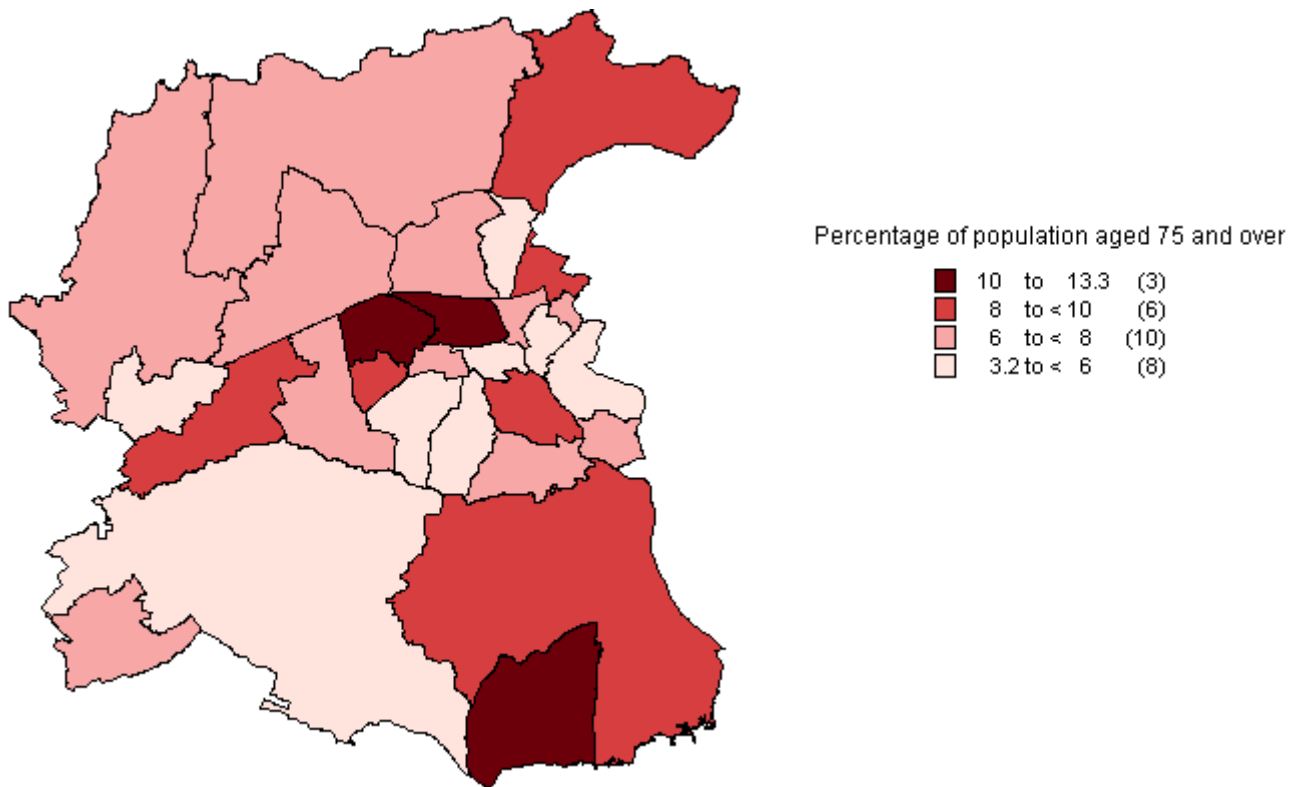 Percentage of population aged 75 and over
10 to 13.3 (3)
8 to < 10 (6)
6 to < 8 (10)
3.2 to < 6 (8)